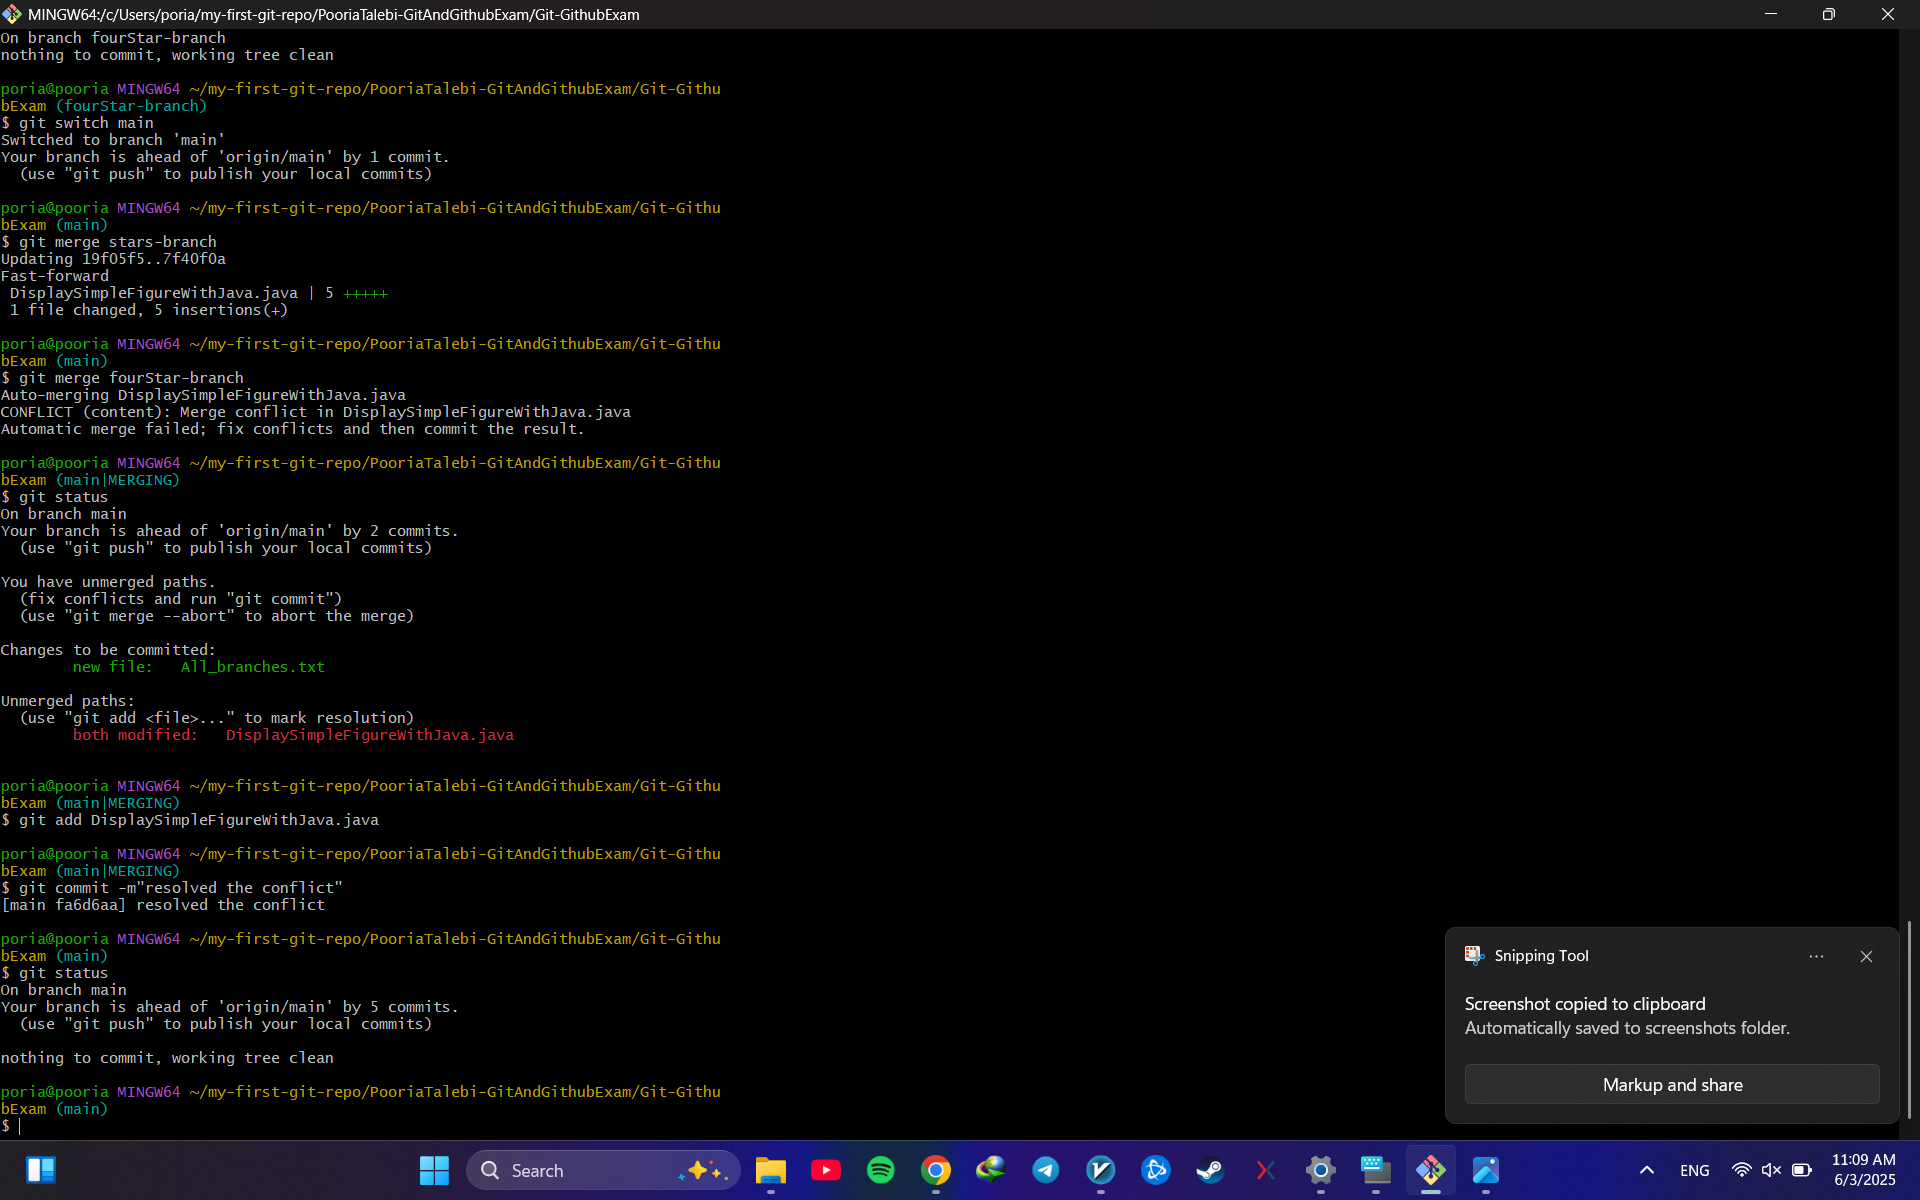 MINGW64:/c/Users/poria/my-first-git-repo/PooriaTalebi-GitAndGithubExam/Git-GithubExam
On branch fourStar-branch
nothing to commit, working tree clean
poria@pooria MINGW64 ~/my-first-git-repo/PooriaTalebi-GitAndGithubExam/Git-Githu
bExam (fourStar-branch)
$ git switch main
Switched to branch 'main'
Your branch is ahead of 'origin/main' by 1 commit.
  (use "git push" to publish your local commits)
poria@pooria MINGW64 ~/my-first-git-repo/PooriaTalebi-GitAndGithubExam/Git-Githu
bExam (main)
$ git merge stars-branch
Updating 19f05f5..7f40f0a
Fast-forward
 DisplaySimpleFigureWithJava.java | 5 +++++
 1 file changed, 5 insertions(+)
poria@pooria MINGW64 ~/my-first-git-repo/PooriaTalebi-GitAndGithubExam/Git-Githu
bExam (main)
$ git merge fourStar-branch
Auto-merging DisplaySimpleFigureWithJava.java
CONFLICT (content): Merge conflict in DisplaySimpleFigureWithJava.java
Automatic merge failed; fix conflicts and then commit the result.
poria@pooria MINGW64 ~/my-first-git-repo/PooriaTalebi-GitAndGithubExam/Git-Githu
bExam (main|MERGING)
$ git status
On branch main
Your branch is ahead of 'origin/main' by 2 commits.
  (use "git push" to publish your local commits)
You have unmerged paths.
  (fix conflicts and run "git commit")
  (use "git merge --abort" to abort the merge)
Changes to be committed:
        new file:   All_branches.txt
Unmerged paths:
  (use "git add <file>..." to mark resolution)
        both modified:   DisplaySimpleFigureWithJava.java
poria@pooria MINGW64 ~/my-first-git-repo/PooriaTalebi-GitAndGithubExam/Git-Githu
bExam (main|MERGING)
$ git add DisplaySimpleFigureWithJava.java
poria@pooria MINGW64 ~/my-first-git-repo/PooriaTalebi-GitAndGithubExam/Git-Githu
bExam (main|MERGING)
$ git commit -m"resolved the conflict"
[main fa6d6aa] resolved the conflict
poria@pooria MINGW64 ~/my-first-git-repo/PooriaTalebi-GitAndGithubExam/Git-Githu
bExam (main)
$ git status
On branch main
Your branch is ahead of 'origin/main' by 5 commits.
  (use "git push" to publish your local commits)
nothing to commit, working tree clean
poria@pooria MINGW64 ~/my-first-git-repo/PooriaTalebi-GitAndGithubExam/Git-Githu
bExam (main)
$
Snipping Tool
Screenshot copied to clipboard
Automatically saved to screenshots folder.
Markup and share
Search
ENG
11:09 AM
6/3/2025